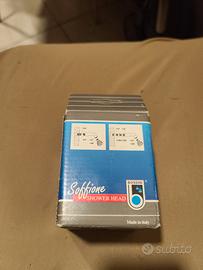 Soffione
SHOWER HEAD
Made in Italy
subito